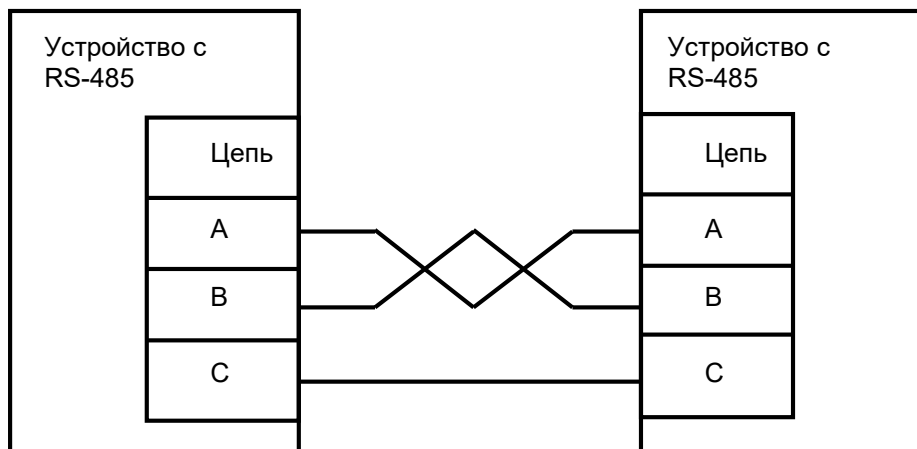 Устройство с
RS-485
Цепь
A
B
C
Устройство с
RS-485
Цепь
A
B
C